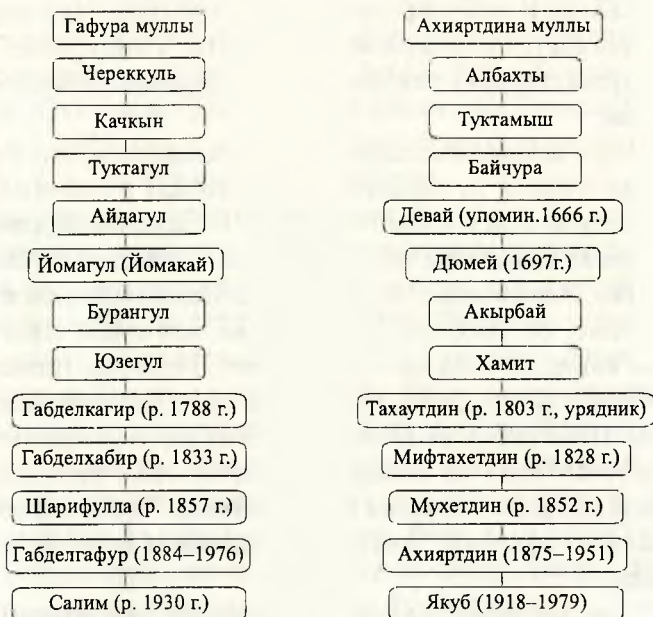 Гафура муллы
Череккуль
Качкын
Туктагул
Айдагул
Йомагул (Йомакай)
Бурангул
Юзегул
Габделкагир (р. 1788 г.)
Габделхабир (р. 1833 г.)
Шарифулла (р. 1857 г.)
Габделгафур (1884–1976)
Салим (р. 1930 г.)
Ахияртдина муллы
Албахты
Туктамыш
Байчура
Девай (упомин.1666 г.)
Дюмей (1697г.)
Акырбай
Хамит
Тахаутдин (р. 1803 г., урядник)
Мифтахетдин (р. 1828 г.)
Мухетдин (р. 1852 г.)
Ахияртдин (1875–1951)
Якуб (1918–1979)